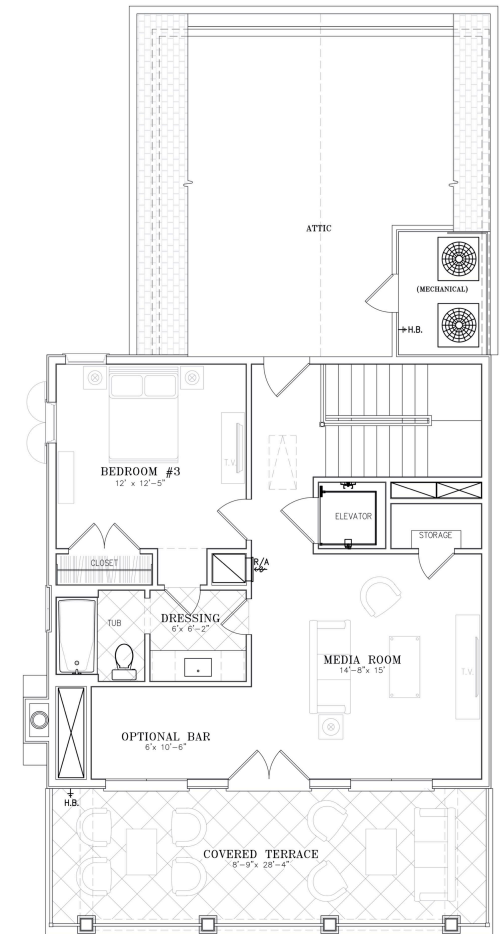 ATTIC
(MECHANICAL)
H.B.
T.V.
BEDROOM #3
12' x 12'-5"
ELEVATOR
STORAGE
CLOSET
R/A
TUB
DRESSING
6'x 6'-2"
MEDIA ROOM
14'-8"x 15'
T.V.
OPTIONAL BAR
6'x 10'-6"
H.B.
COVERED TERRACE
8'-9"x 28'-4"